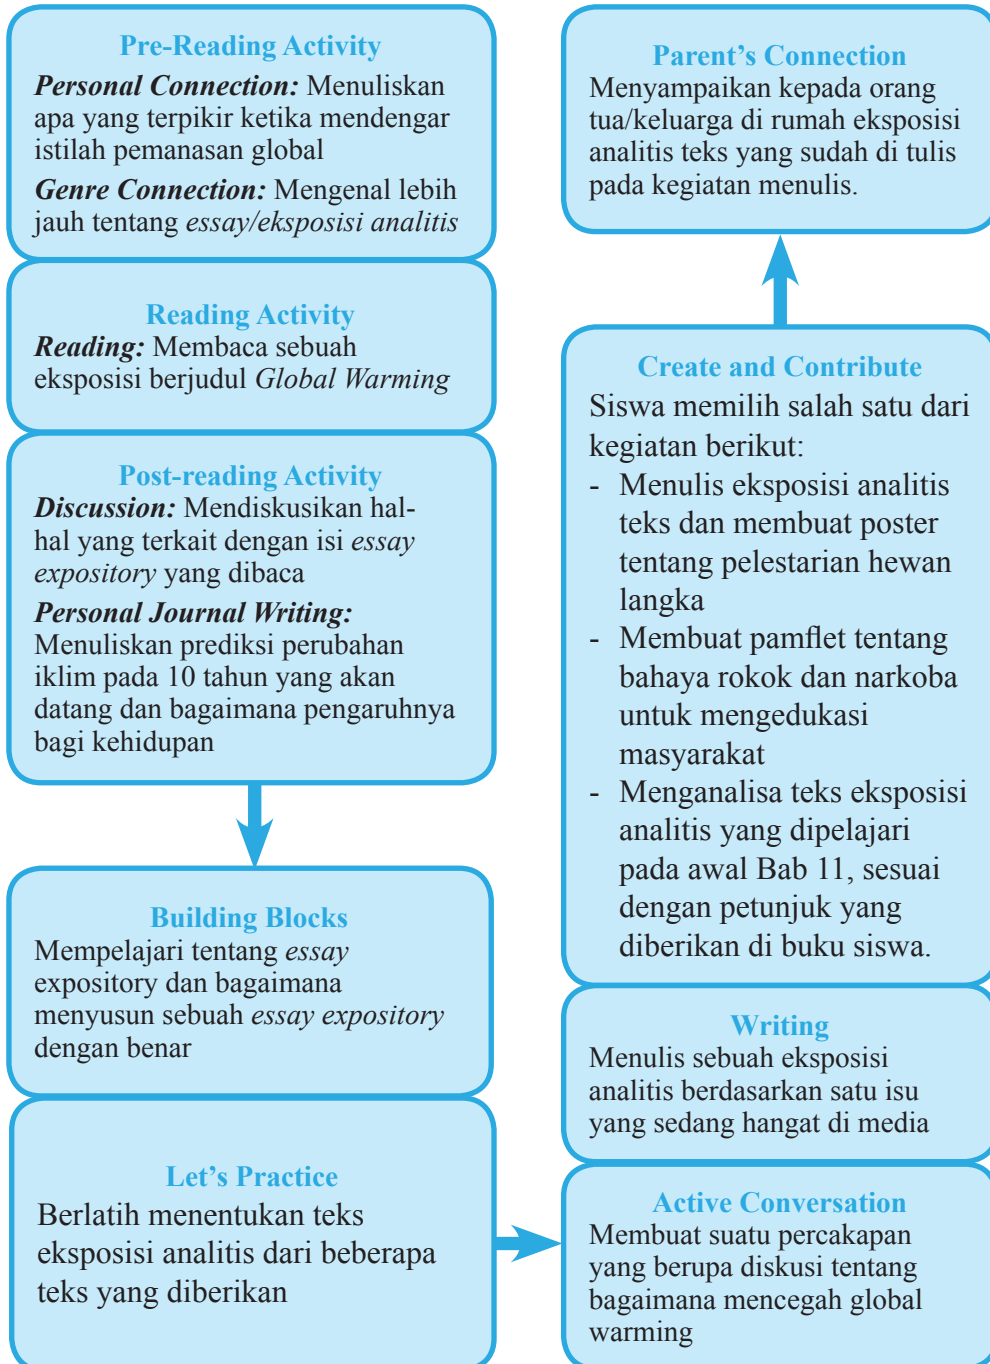 Pre-Reading Activity
Personal Connection: Menuliskan
apa yang terpikir ketika mendengar
istilah pemanasan global
Genre Connection: Mengenal lebih
jauh tentang essay/eksposisi analitis
Reading Activity
Reading: Membaca sebuah
eksposisi berjudul Global Warming
Post-reading Activity
Discussion: Mendiskusikan hal-
hal yang terkait dengan isi essay
expository yang dibaca
Personal Journal Writing:
Menuliskan prediksi perubahan
iklim pada 10 tahun yang akan
datang dan bagaimana pengaruhnya
bagi kehidupan
Building Blocks
Mempelajari tentang essay
expository dan bagaimana
menyusun sebuah essay expository
dengan benar
Let's Practice
Berlatih menentukan teks
eksposisi analitis dari beberapa
teks yang diberikan
Active Conversation
Membuat suatu percakapan
yang berupa diskusi tentang
bagaimana mencegah global
warming
Writing
Menulis sebuah eksposisi
analitis berdasarkan satu isu
yang sedang hangat di media
Create and Contribute
Siswa memilih salah satu dari
kegiatan berikut:
- Menulis eksposisi analitis
teks dan membuat poster
tentang pelestarian hewan
langka
- Membuat pamflet tentang
bahaya rokok dan narkoba
untuk mengedukasi
masyarakat
- Menganalisa teks eksposisi
analitis yang dipelajari
pada awal Bab 11, sesuai
dengan petunjuk yang
diberikan di buku siswa.
Parent's Connection
Menyampaikan kepada orang
tua/keluarga di rumah eksposisi
analitis teks yang sudah di tulis
pada kegiatan menulis.